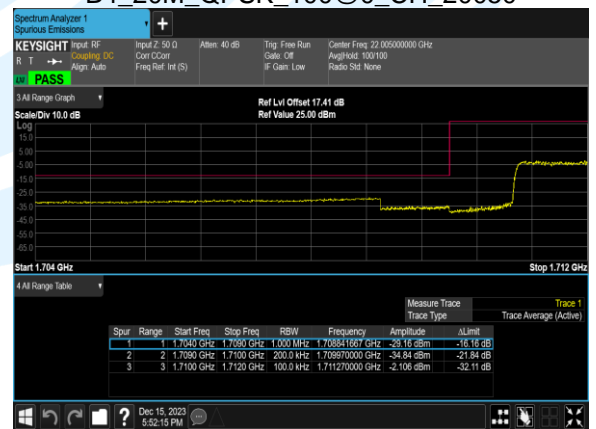 Spectrum Analyzer 1
Spurious Emissions
KEYSIGHT Input: RF Input Z: 50 Ω Atten: 40 dB Trig: Free Run Center Freq: 22.005000000 GHz
R T Coupling: DC Corr CCorr Gate: Off Avg|Hold: 100/100
Align: Auto Freq Ref: Int (S) IF Gain: Low Radio Std: None
PASS
3 All Range Graph
Ref Lvl Offset 17.41 dB
Scale/Div 10.0 dB Ref Value 25.00 dBm
Log
15.0
5.00
-5.00
-15.0
-25.0
-35.0
-45.0
-55.0
-65.0
Start 1.704 GHz Stop 1.712 GHz
4 All Range Table
Measure Trace Trace 1
Trace Type Trace Average (Active)
Spur Range Start Freq Stop Freq RBW Frequency Amplitude ΔLimit
1 1 1.7040 GHz 1.7090 GHz 1.000 MHz 1.708841667 GHz -29.16 dBm -16.16 dB
2 2 1.7090 GHz 1.7100 GHz 200.0 kHz 1.709970000 GHz -34.84 dBm -21.84 dB
3 3 1.7100 GHz 1.7120 GHz 100.0 kHz 1.711270000 GHz -2.106 dBm -32.11 dB
? Dec 15, 2023
5:52:15 PM